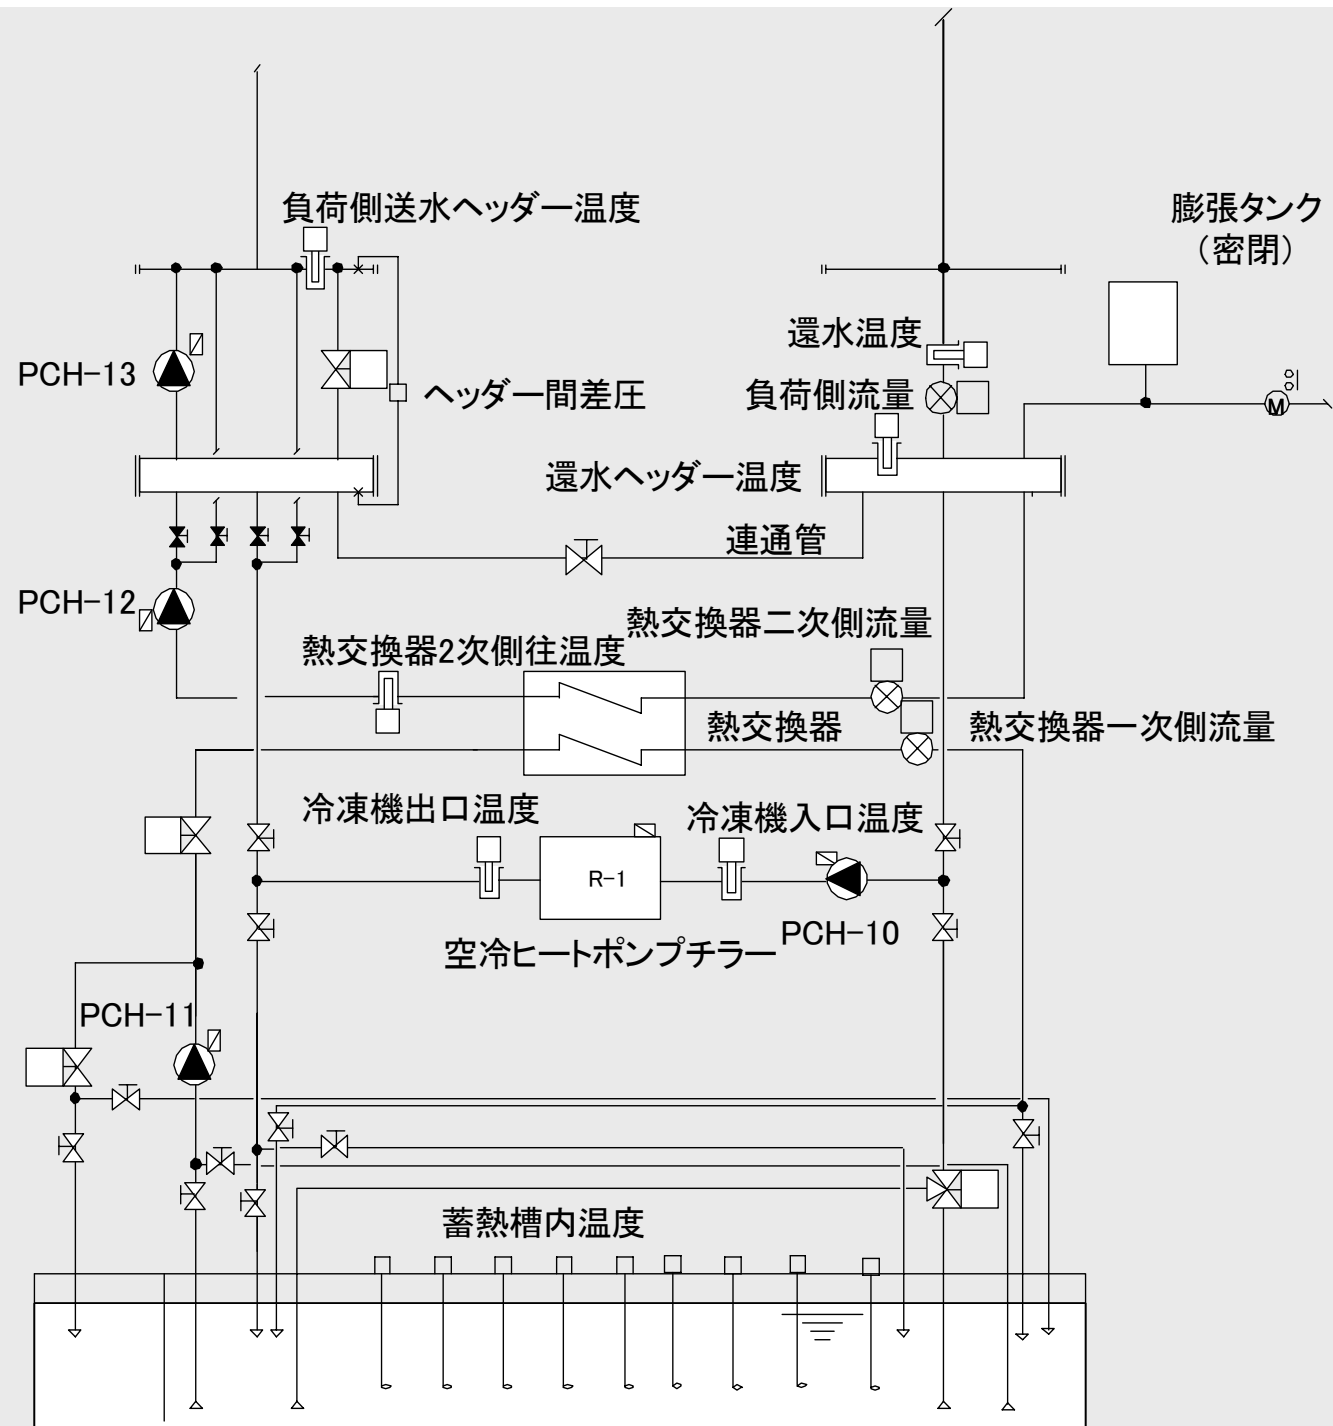 負荷側送水ヘッダー温度
膨張タンク
（密閉）
還水温度
PCH-13
ヘッダー間差圧
負荷側流量
M
還水ヘッダー温度
連通管
PCH-12
熱交換器二次側流量
熱交換器2次側往温度
熱交換器
熱交換器一次側流量
冷凍機出口温度
冷凍機入口温度
R-1
PCH-10
空冷ヒートポンプチラー
PCH-11
蓄熱槽内温度